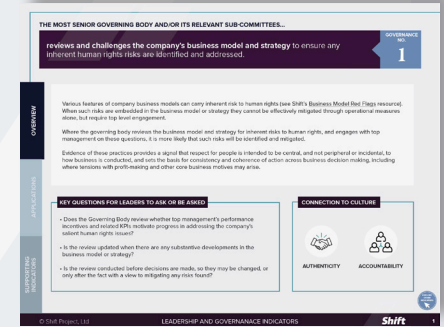 THE MOST SENIOR GOVERNING BODY AND/OR ITS RELEVANT SUB-COMMITTEES...
reviews and challenges the company's business model and strategy to ensure any
inherent human rights risks are identified and addressed.
GOVERNANCE
NO.
1
OVERVIEW
APPLICATIONS
SUPPORTING
INDICATORS
Various features of company business models can carry inherent risk to human rights (see Shift's Business Model Red Flags resource).
When such risks are embedded in the business model or strategy they cannot be effectively mitigated through operational measures
alone, but require top level engagement.
Where the governing body reviews the business model and strategy for inherent risks to human rights, and engages with top
management on these questions, it is more likely that such risks will be identified and mitigated.
Evidence of these practices provides a signal that respect for people is intended to be central, and not peripheral or incidental, to
how business is conducted, and sets the basis for consistency and coherence of action across business decision making, including
where tensions with profit-making and other core business motives may arise.
KEY QUESTIONS FOR LEADERS TO ASK OR BE ASKED
• Does the Governing Body review whether top management's performance
incentives and related KPIs motivate progress in addressing the company's
salient human rights issues?
• Is the review updated when there are any substantive developments in the
business model or strategy?
• Is the review conducted before decisions are made, so they may be changed, or
only after the fact with a view to mitigating any risks found?
CONNECTION TO CULTURE
AUTHENTICITY
ACCOUNTABILITY
© Shift Project, Ltd
LEADERSHIP AND GOVERNANANCE INDICATORS
Shift
1